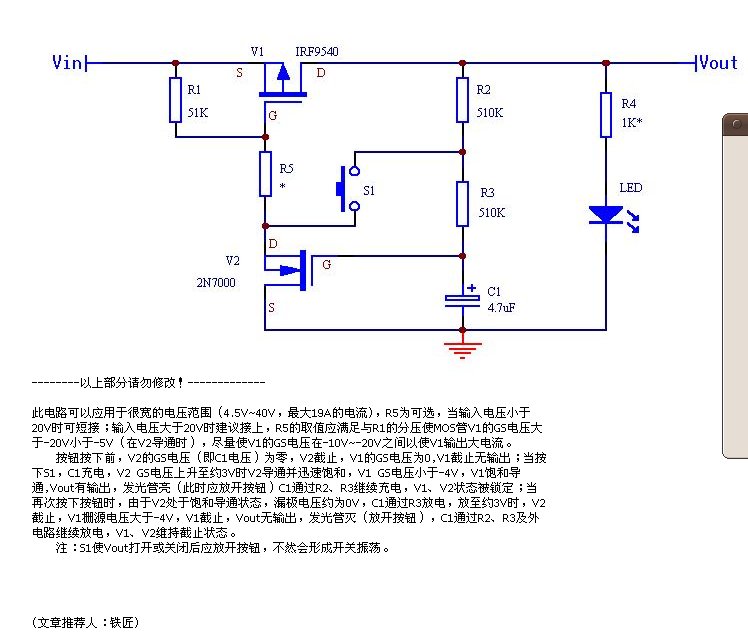 V1 IRF9540
Vin
Vout
S
D
R1
51K
G
R2
510K
R4
1K*
R5
*
S1
R3
510K
LED
D
V2
G
2N7000
S
+
C1
4.7uF
--------以上部分请勿修改！-------------
此电路可以应用于很宽的电压范围（4.5V~40V，最大19A的电流），R5为可选，当输入电压小于
20V时可短接；输入电压大于20V时建议接上，R5的取值应满足与R1的分压使MOS管V1的GS电压大
于-20V小于-5V（在V2导通时），尽量使V1的GS电压在-10V~-20V之间以使V1输出大电流。
按钮按下前，V2的GS电压（即C1电压）为零，V2截止，V1的GS电压为0,V1截止无输出；当按
下S1，C1充电，V2 GS电压上升至约3V时V2导通并迅速饱和，V1 GS电压小于-4V，V1饱和导
通,Vout有输出，发光管亮（此时应放开按钮）C1通过R2、R3继续充电，V1、V2状态被锁定；当
再次按下按钮时，由于V2处于饱和导通状态，漏极电压约为0V，C1通过R3放电，放至约3V时，V2
截止，V1栅源电压大于-4V，V1截止，Vout无输出，发光管灭（放开按钮），C1通过R2、R3及外
电路继续放电，V1、V2维持截止状态。
注：S1使Vout打开或关闭后应放开按钮，不然会形成开关振荡。
（文章推荐人：铁匠）